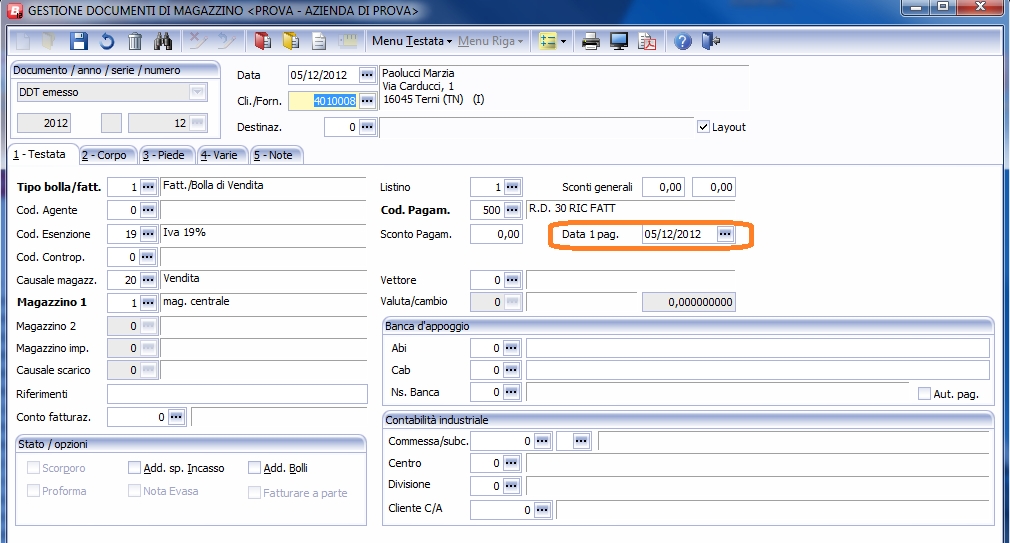 GESTIONE DOCUMENTI DI MAGAZZINO <PROVA - AZIENDA DI PROVA>
Menu Testata Menu Riga
Documento / anno / serie / numero
DDT emesso
2012 12
Data 05/12/2012
Cli./Forn. 4010008
Destinaz. 0
Paolucci Marzia
Via Carducci, 1
16045 Terni (TN) (I)
Layout
1 - Testata 2 - Corpo 3 - Piede 4- Varie 5 - Note
Tipo bolla/fatt. 1 Fatt./Bolla di Vendita
Cod. Agente 0
Cod. Esenzione 19 Iva 19%
Cod. Controp. 0
Causale magazz. 20 Vendita
Magazzino 1 1 mag. centrale
Magazzino 2 0
Magazzino imp. 0
Causale scarico 0
Riferimenti
Conto fatturaz. 0
Stato / opzioni
Scorporo Add. sp. Incasso Add. Bolli
Proforma Nota Evasa Fatturare a parte
Listino 1 Sconti generali 0,00 0,00
Cod. Pagam. 500 R.D. 30 RIC FATT
Sconto Pagam. 0,00 Data 1 pag. 05/12/2012
Vettore 0
Valuta/cambio 0 0,000000000
Banca d'appoggio
Abi 0
Cab 0
Ns. Banca 0 Aut. pag.
Contabilità industriale
Commessa/subc. 0
Centro 0
Divisione 0
Cliente C/A 0